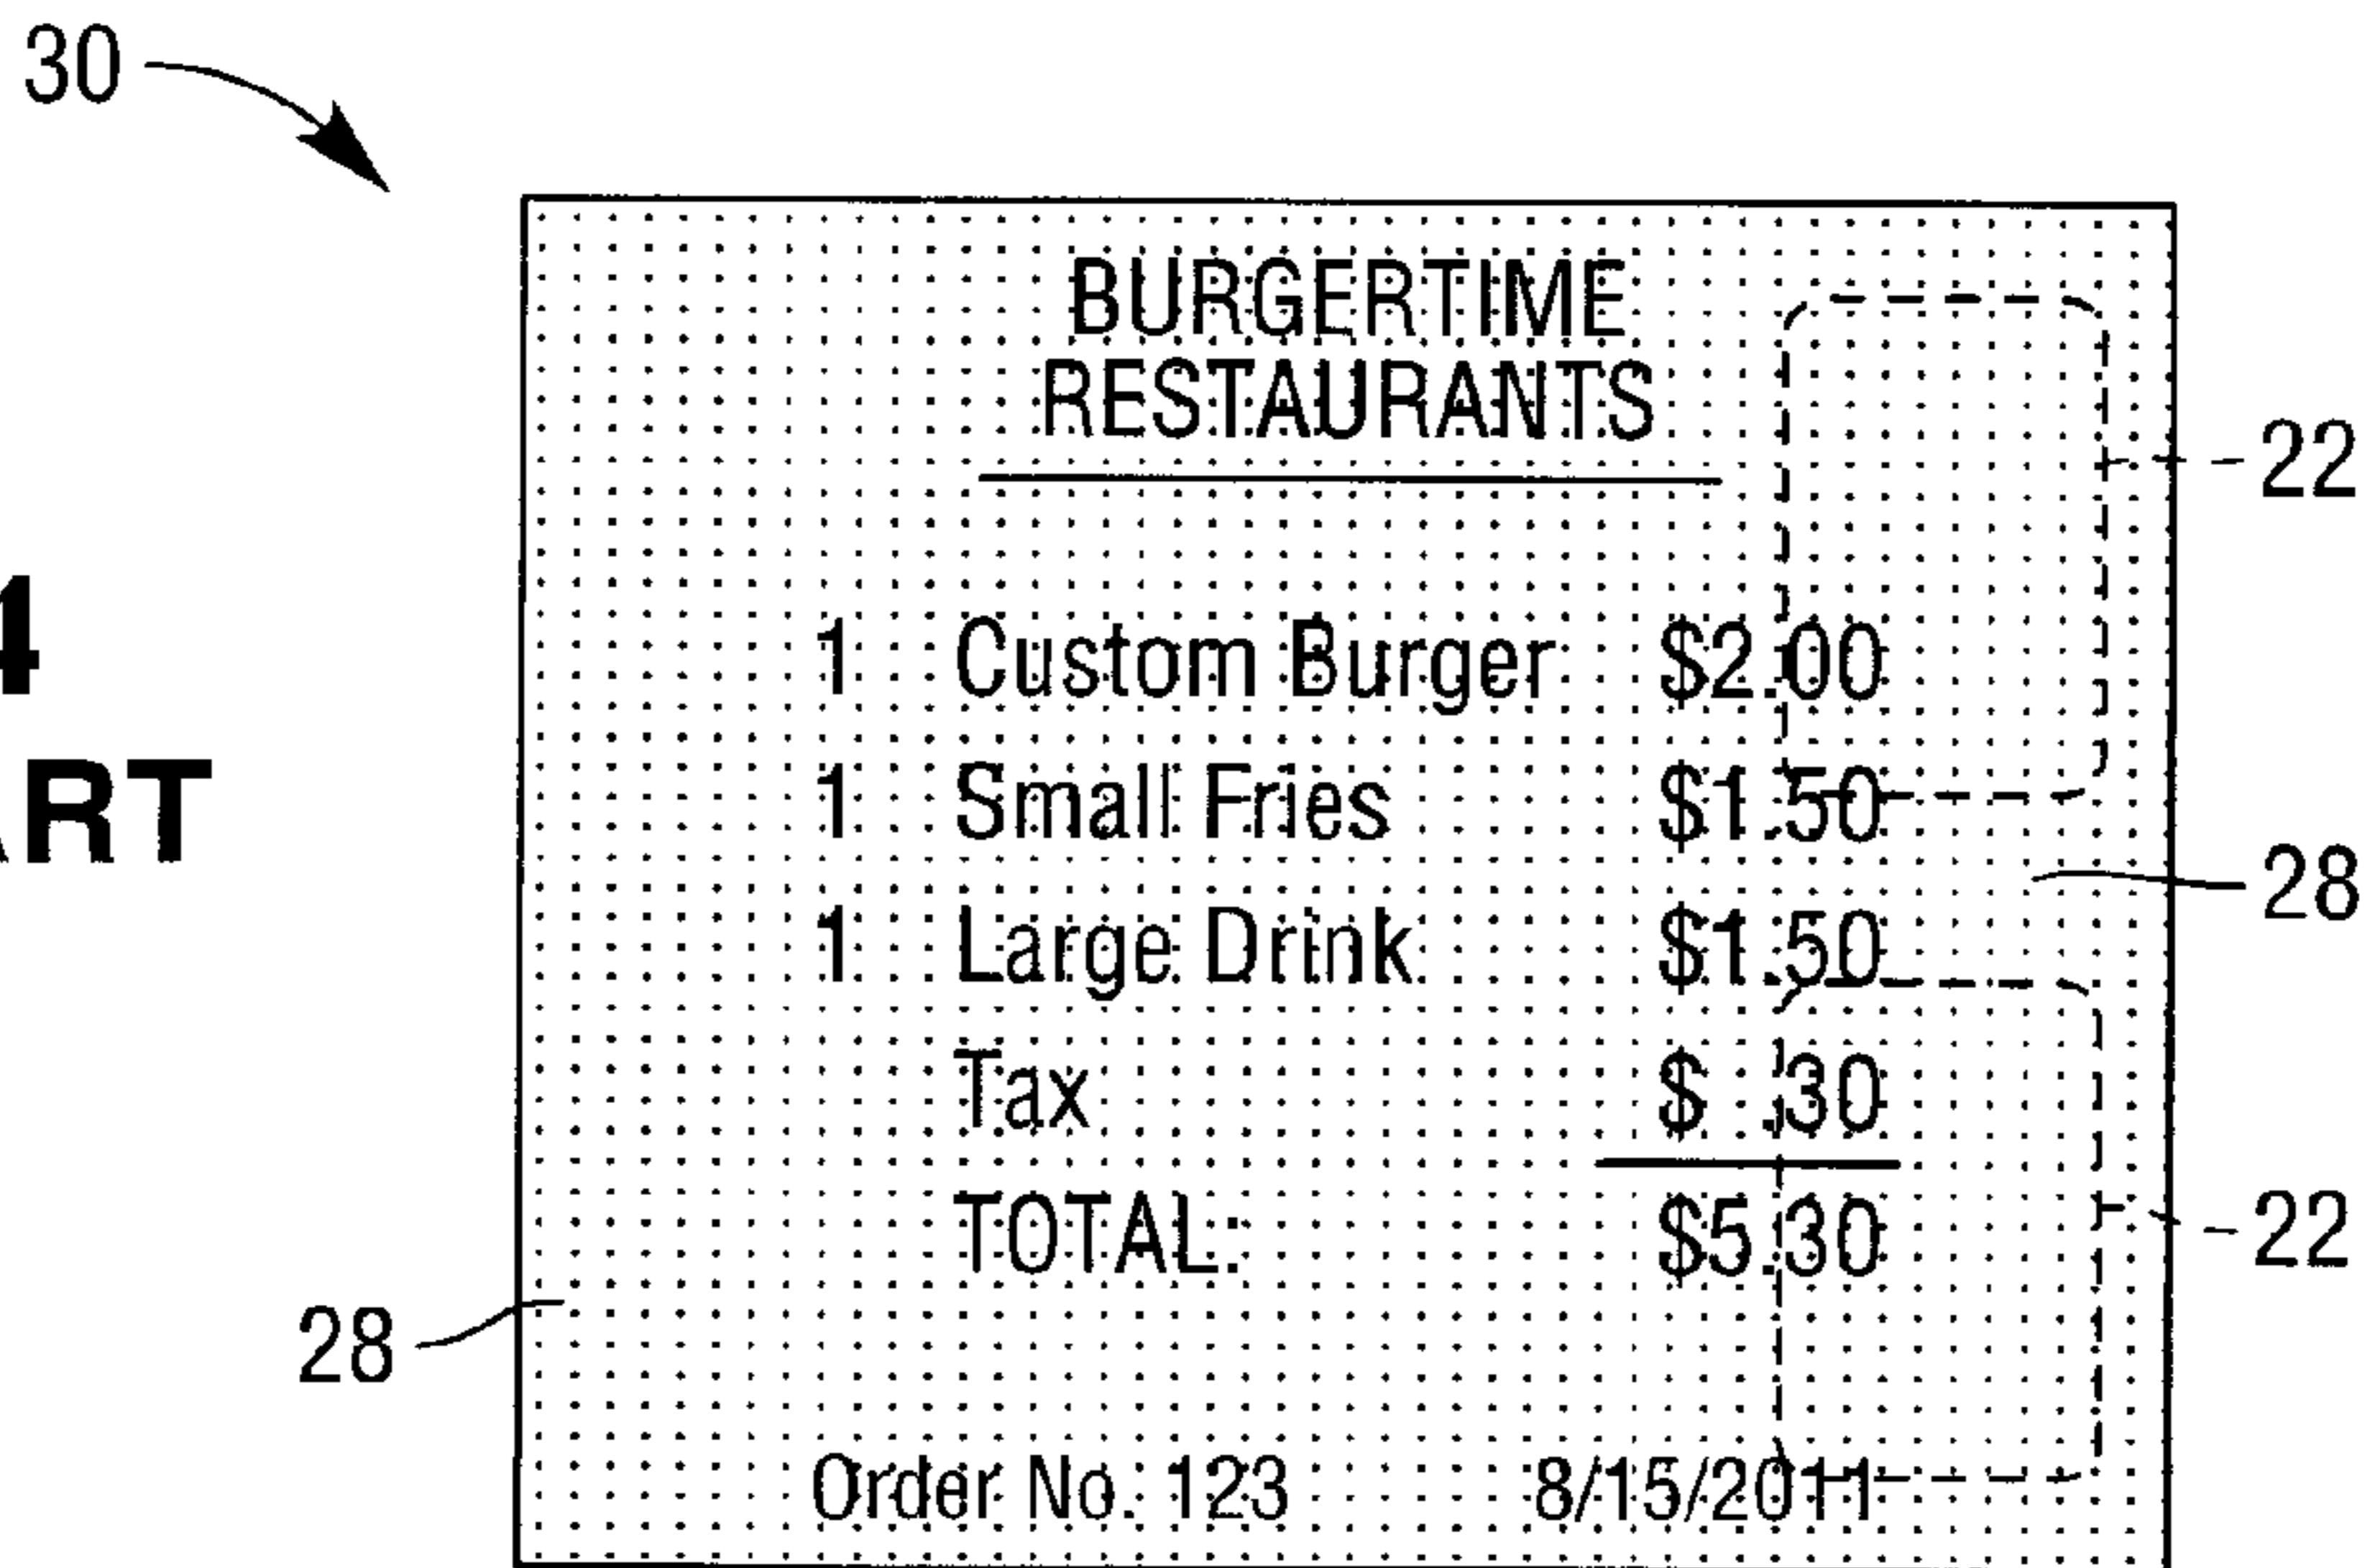 30
BURGERTIME
RESTAURANTS
22
4
1 Custom Burger $2.00
ART
1 Small Fries $1.50
28
1 Large Drink $1.50
Tax $ .30
TOTAL: $5.30
22
28
Order No. 123 8/15/2011